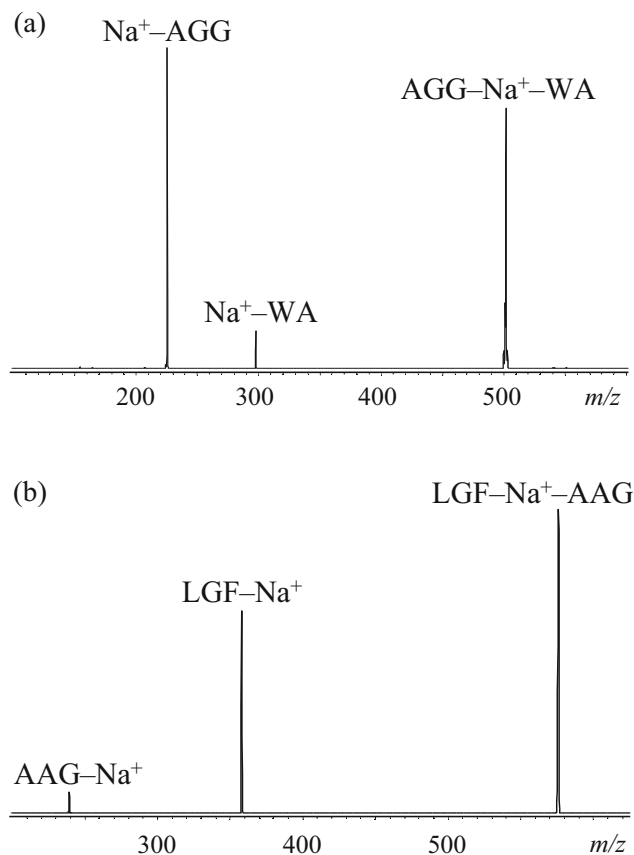 (a)
Na⁺–AGG
AGG–Na⁺–WA
Na⁺–WA
200 300 400 500 m/z
(b)
LGF–Na⁺–AAG
LGF–Na⁺
AAG–Na⁺
300 400 500 m/z